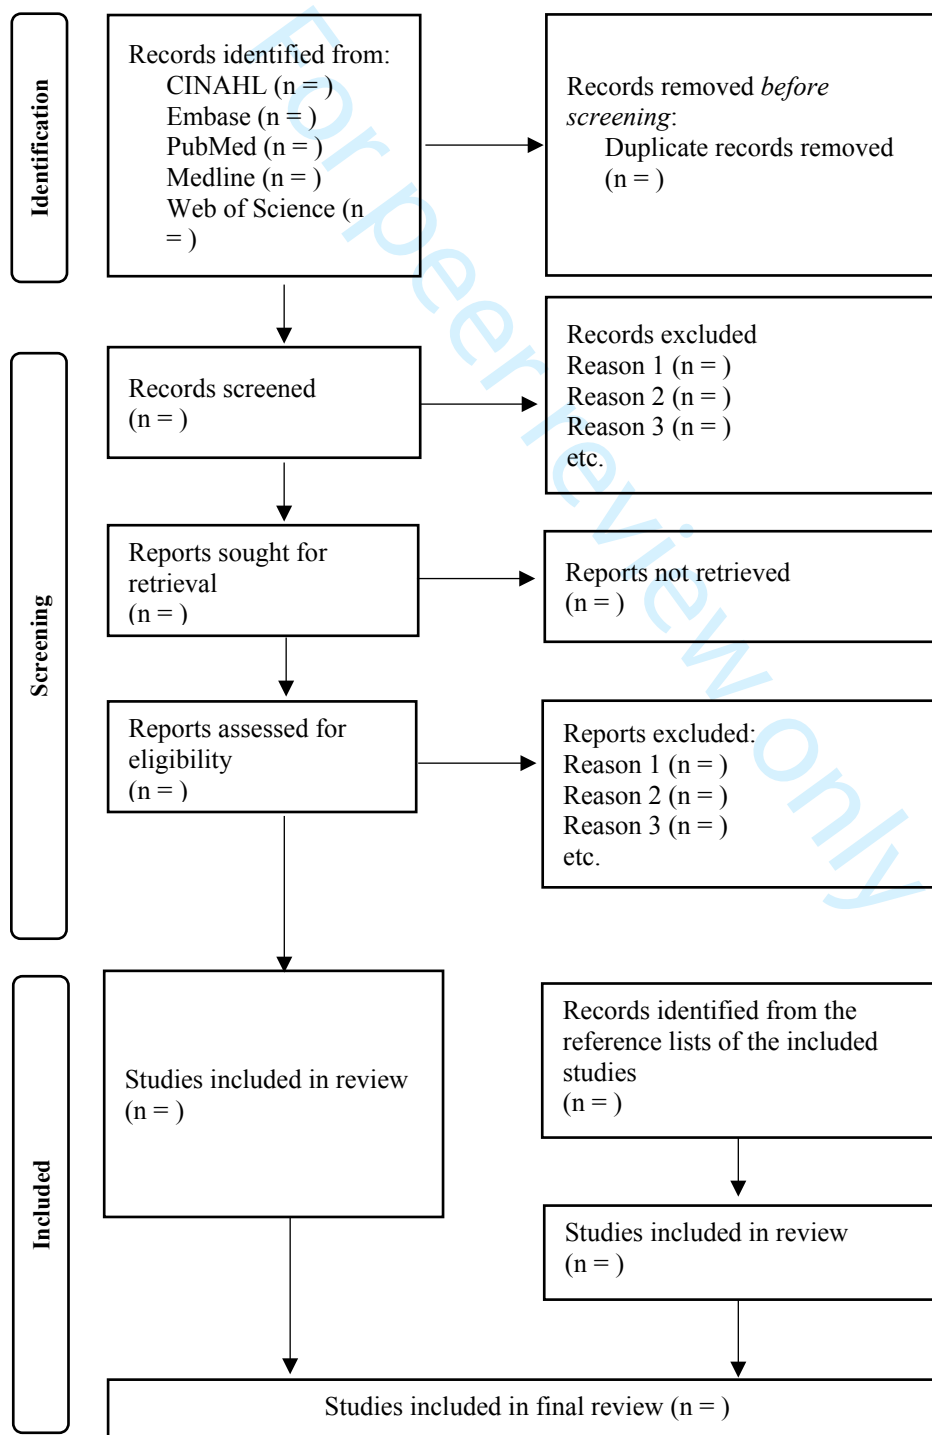 Identification
Records identified from:
CINAHL (n = )
Embase (n = )
PubMed (n = )
Medline (n = )
Web of Science (n
= )
Records removed before
screening:
Duplicate records removed
(n = )
Screening
Records screened
(n = )
Records excluded
Reason 1 (n = )
Reason 2 (n = )
Reason 3 (n = )
etc.
Reports sought for
retrieval
(n = )
Reports not retrieved
(n = )
Reports assessed for
eligibility
(n = )
Reports excluded:
Reason 1 (n = )
Reason 2 (n = )
Reason 3 (n = )
etc.
Included
Studies included in review
(n = )
Records identified from the
reference lists of the included
studies
(n = )
Studies included in review
(n = )
Studies included in final review (n = )
For peer review only